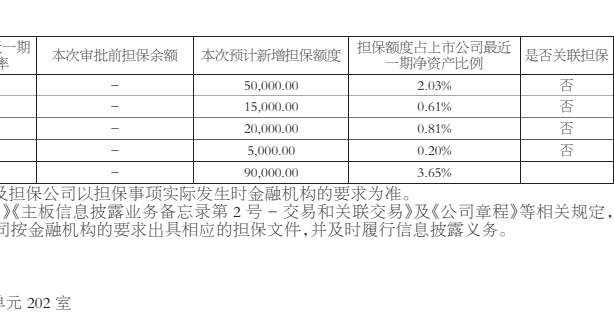 近一期 本次审批前担保余额 本次预计新增担保额度 担保额度占上市公司最近 是否关联担保
率 一期净资产比例
- 50,000.00 2.03% 否
- 15,000.00 0.61% 否
- 20,000.00 0.81% 否
- 5,000.00 0.20% 否
- 90,000.00 3.65%
及担保公司以担保事项实际发生时金融机构的要求为准。
》《主板信息披露业务备忘录第 2 号 - 交易和关联交易》及《公司章程》等相关规定，
司按金融机构的要求出具相应的担保文件，并及时履行信息披露义务。
单元 202 室